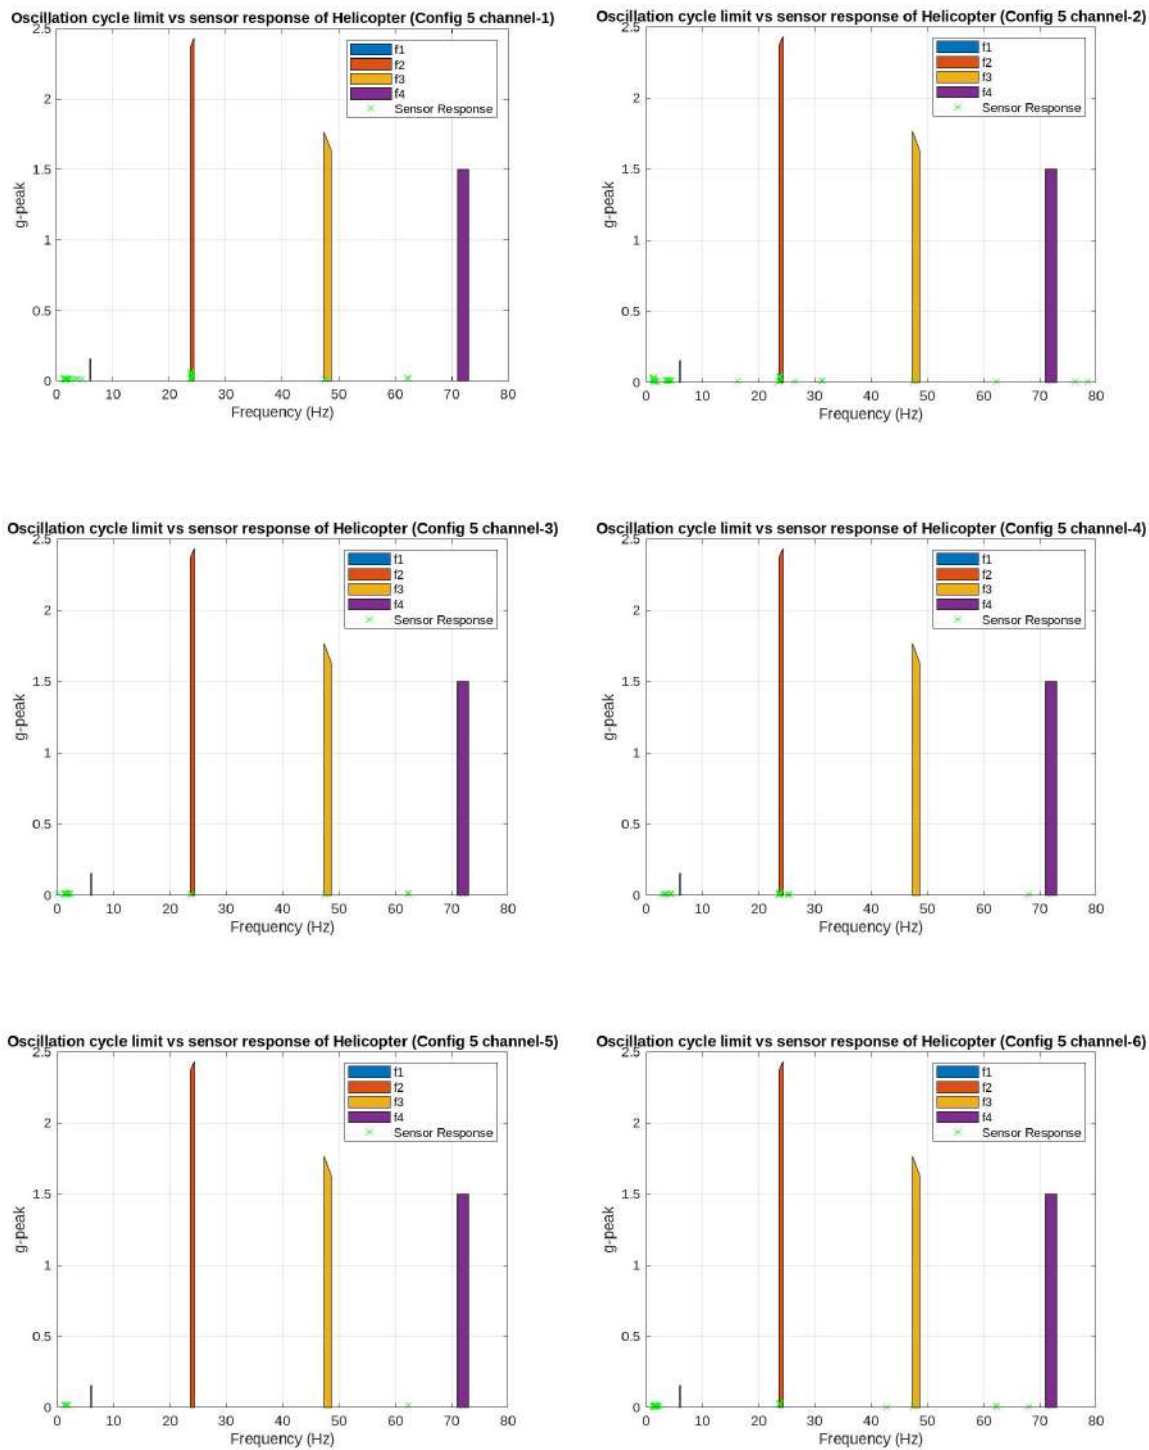 Oscillation cycle limit vs sensor response of Helicopter (Config 5 channel-1)
2.5
2
1.5
1
0.5
0
g-peak
f1
f2
f3
f4
Sensor Response
0 10 20 30 40 50 60 70 80
Frequency (Hz)
Oscillation cycle limit vs sensor response of Helicopter (Config 5 channel-2)
2.5
2
1.5
1
0.5
0
g-peak
f1
f2
f3
f4
Sensor Response
0 10 20 30 40 50 60 70 80
Frequency (Hz)
Oscillation cycle limit vs sensor response of Helicopter (Config 5 channel-3)
2.5
2
1.5
1
0.5
0
g-peak
f1
f2
f3
f4
Sensor Response
0 10 20 30 40 50 60 70 80
Frequency (Hz)
Oscillation cycle limit vs sensor response of Helicopter (Config 5 channel-4)
2.5
2
1.5
1
0.5
0
g-peak
f1
f2
f3
f4
Sensor Response
0 10 20 30 40 50 60 70 80
Frequency (Hz)
Oscillation cycle limit vs sensor response of Helicopter (Config 5 channel-5)
2.5
2
1.5
1
0.5
0
g-peak
f1
f2
f3
f4
Sensor Response
0 10 20 30 40 50 60 70 80
Frequency (Hz)
Oscillation cycle limit vs sensor response of Helicopter (Config 5 channel-6)
2.5
2
1.5
1
0.5
0
g-peak
f1
f2
f3
f4
Sensor Response
0 10 20 30 40 50 60 70 80
Frequency (Hz)